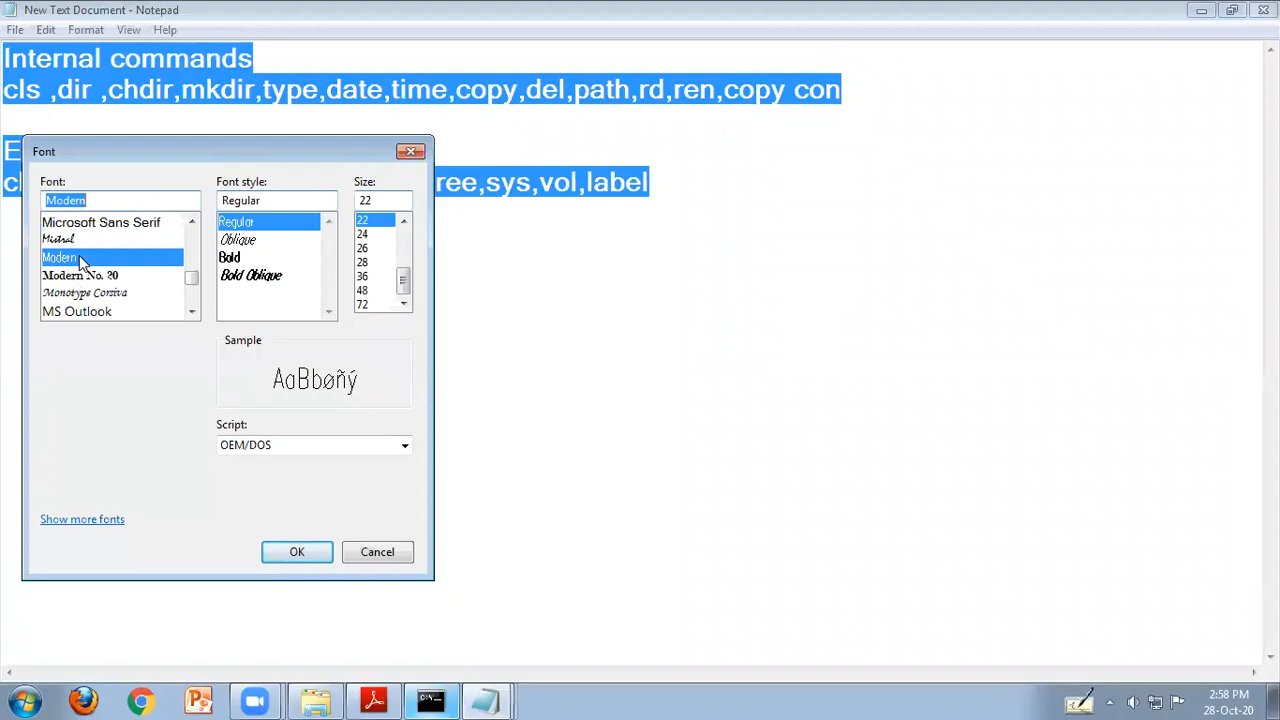 New Text Document - Notepad
File Edit Format View Help
Internal commands
cls ,dir ,chdir,mkdir,type,date,time,copy,del,path,rd,ren,copy con
E
ree,sys,vol,label
Font
Font: Font style: Size:
Modern Regular 22
Microsoft Sans Serif Regular 22
Mistral Oblique 24
Modern Bold 26
Modern No. 20 Bold Oblique 28
Monotype Corsiva 36
MS Outlook 48
72
Sample
AaBbøñý
Script:
OEM/DOS
Show more fonts
OK Cancel
2:58 PM
28-Oct-20